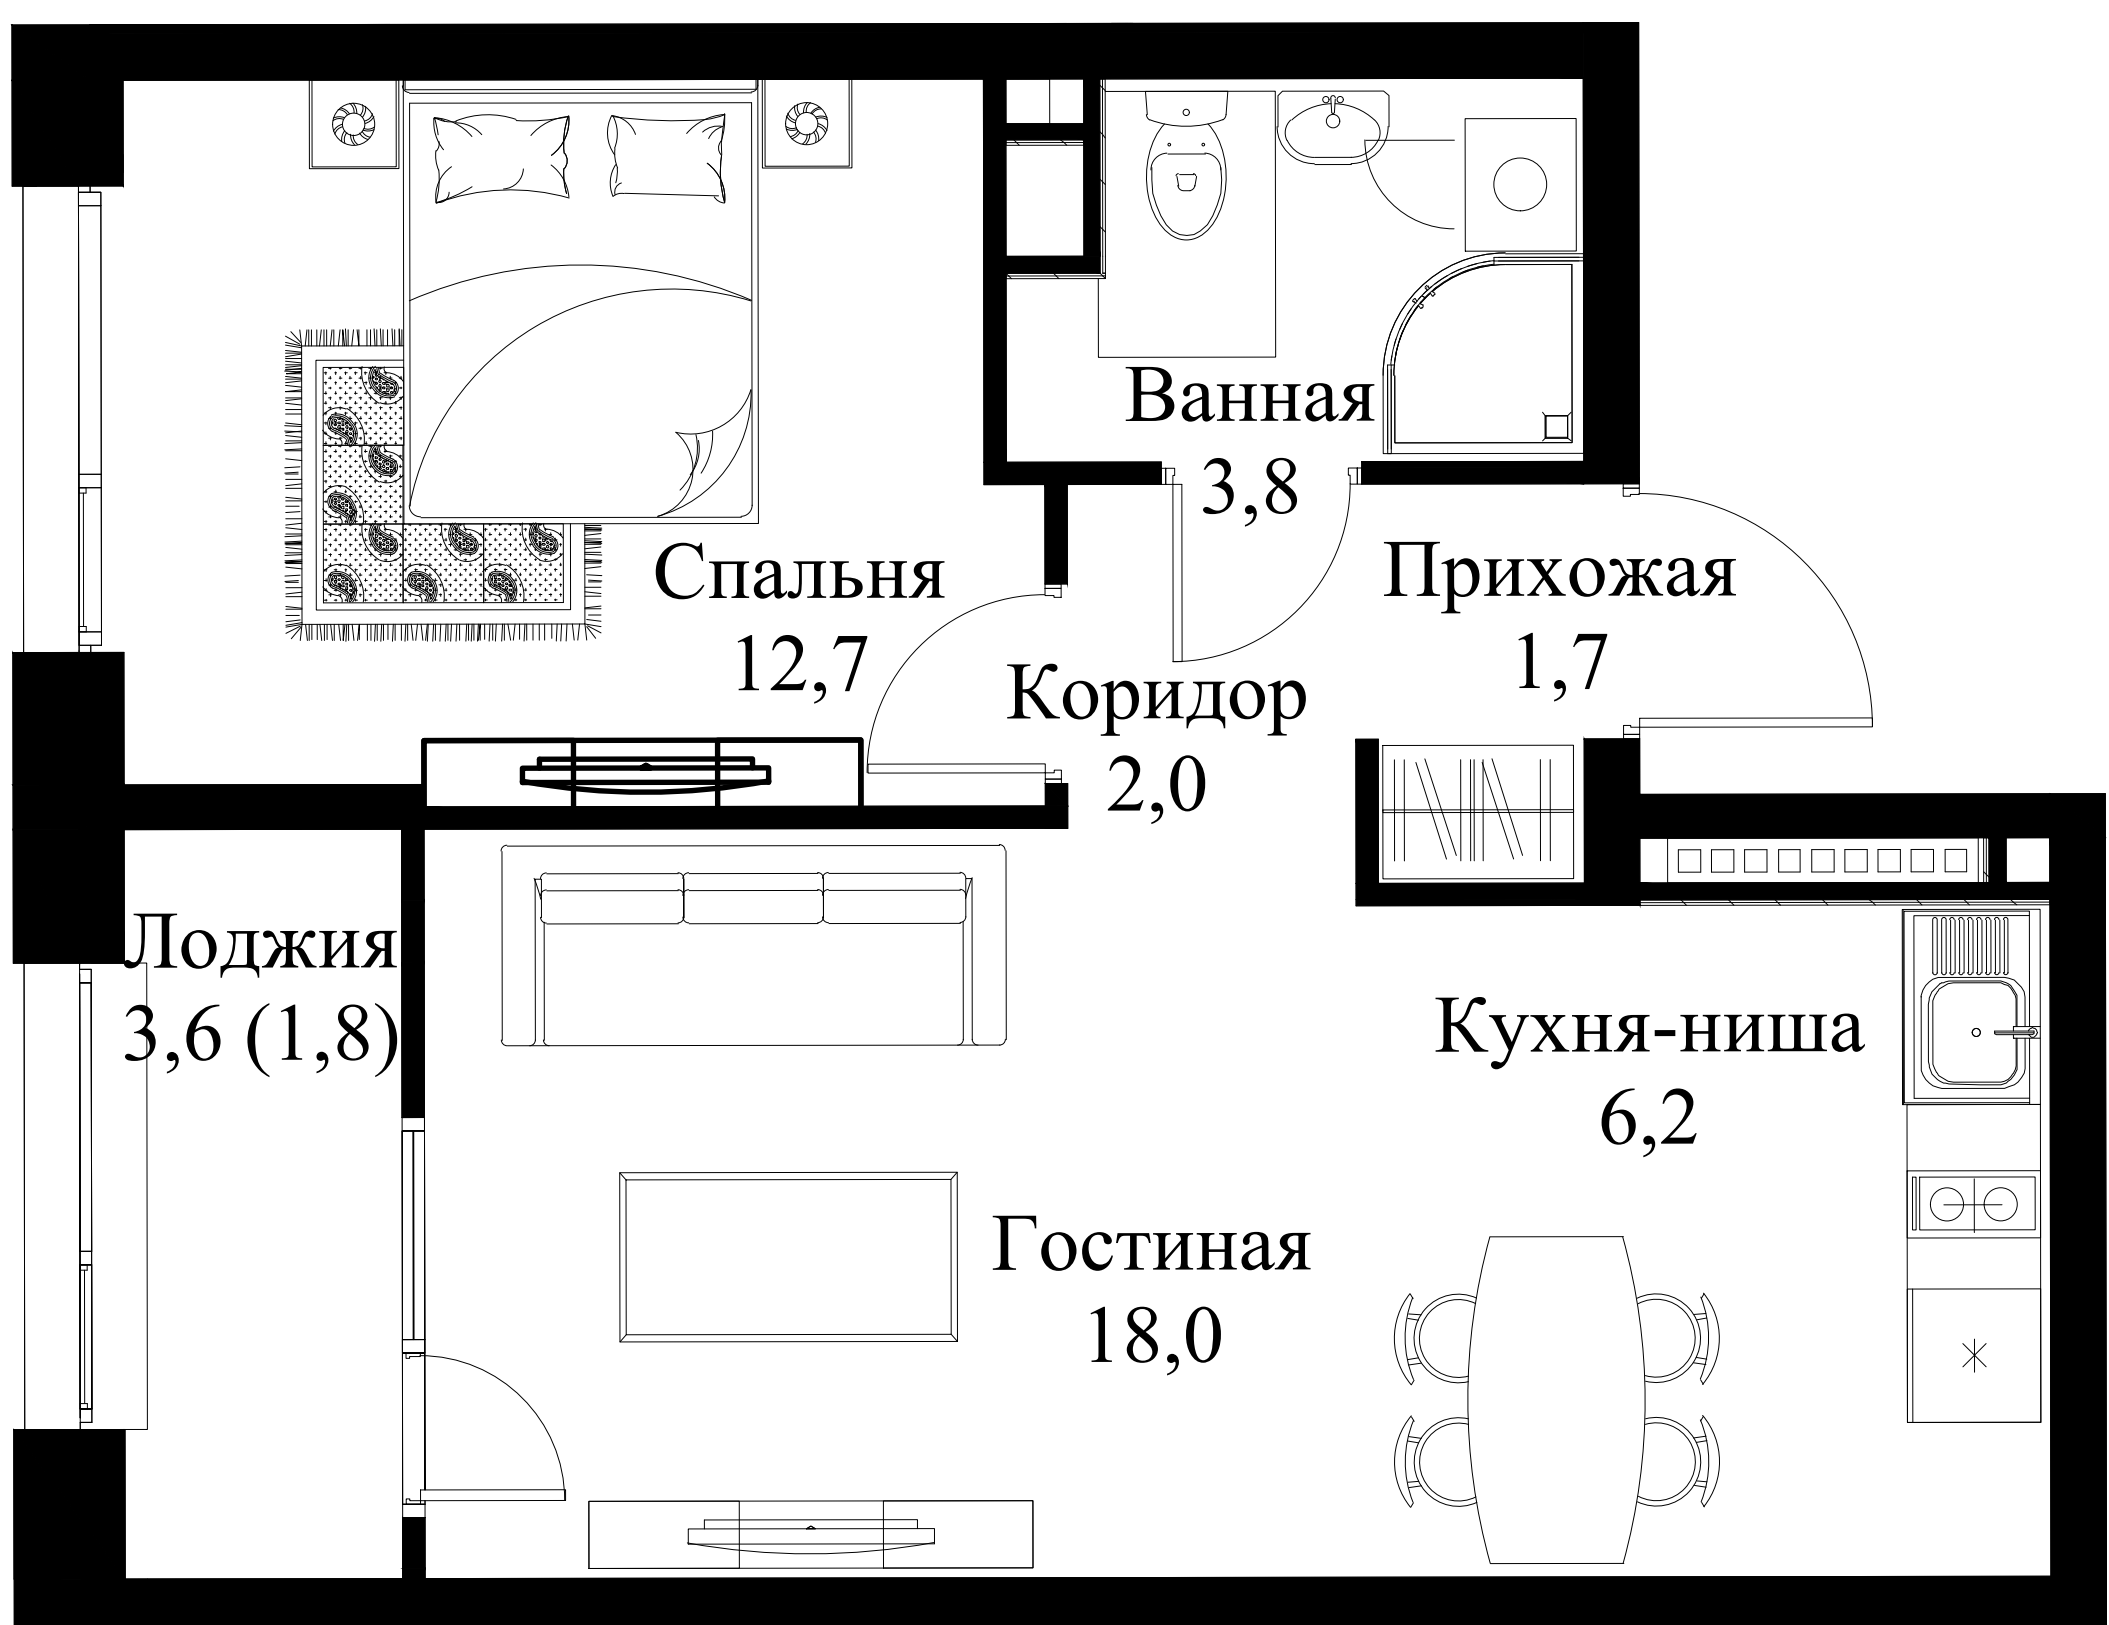 Ванная
3,8
Спальня
12,7
Прихожая
1,7
Коридор
2,0
Лоджия
3,6 (1,8)
Кухня-ниша
6,2
Гостиная
18,0